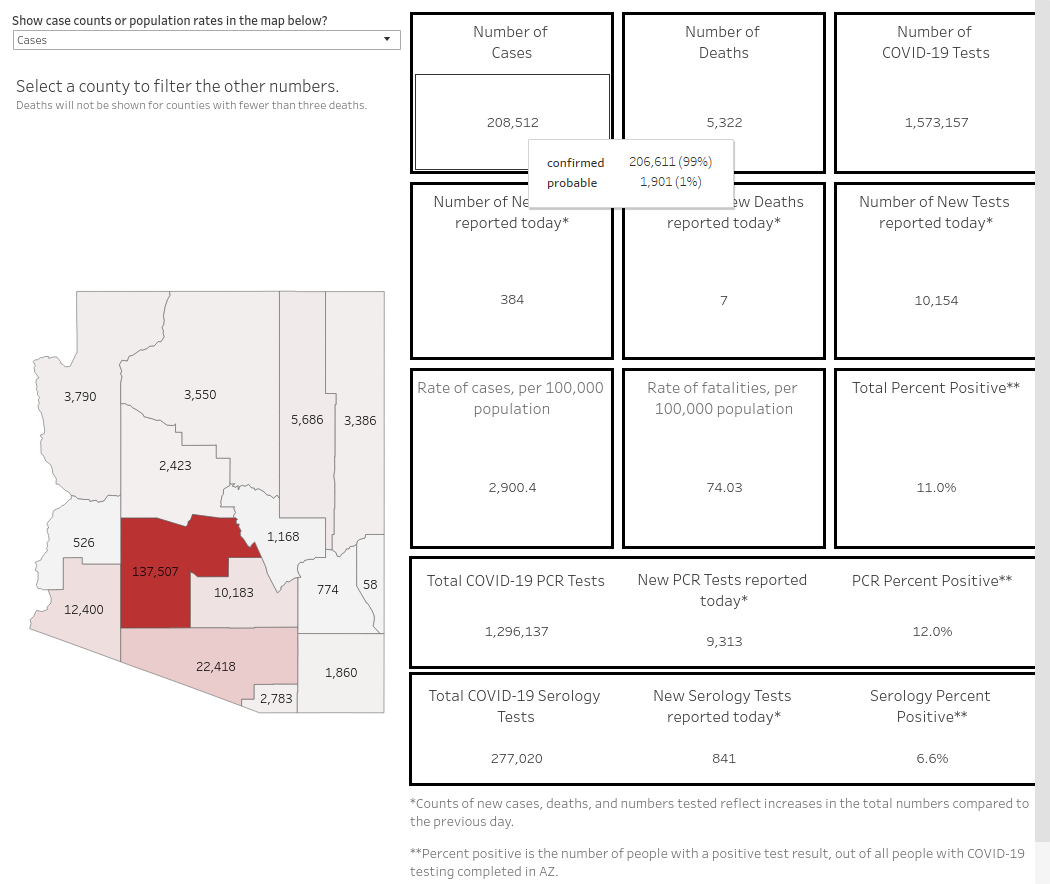 Show case counts or population rates in the map below?
Cases
Select a county to filter the other numbers.
Deaths will not be shown for counties with fewer than three deaths.
3,790
3,550
5,686
3,386
2,423
526
1,168
137,507
10,183
774
58
12,400
22,418
1,860
2,783
Number of
Cases
208,512
Number of
Deaths
5,322
Number of
COVID-19 Tests
1,573,157
confirmed 206,611 (99%)
probable 1,901 (1%)
Number of
reported today*
384
Deaths
reported today*
7
Number of New Tests
reported today*
10,154
Rate of cases, per 100,000
population
2,900.4
Rate of fatalities, per
100,000 population
74.03
Total Percent Positive**
11.0%
Total COVID-19 PCR Tests
1,296,137
New PCR Tests reported
today*
9,313
PCR Percent Positive**
12.0%
Total COVID-19 Serology
Tests
277,020
New Serology Tests
reported today*
841
Serology Percent
Positive**
6.6%
*Counts of new cases, deaths, and numbers tested reflect increases in the total numbers compared to
the previous day.
**Percent positive is the number of people with a positive test result, out of all people with COVID-19
testing completed in AZ.